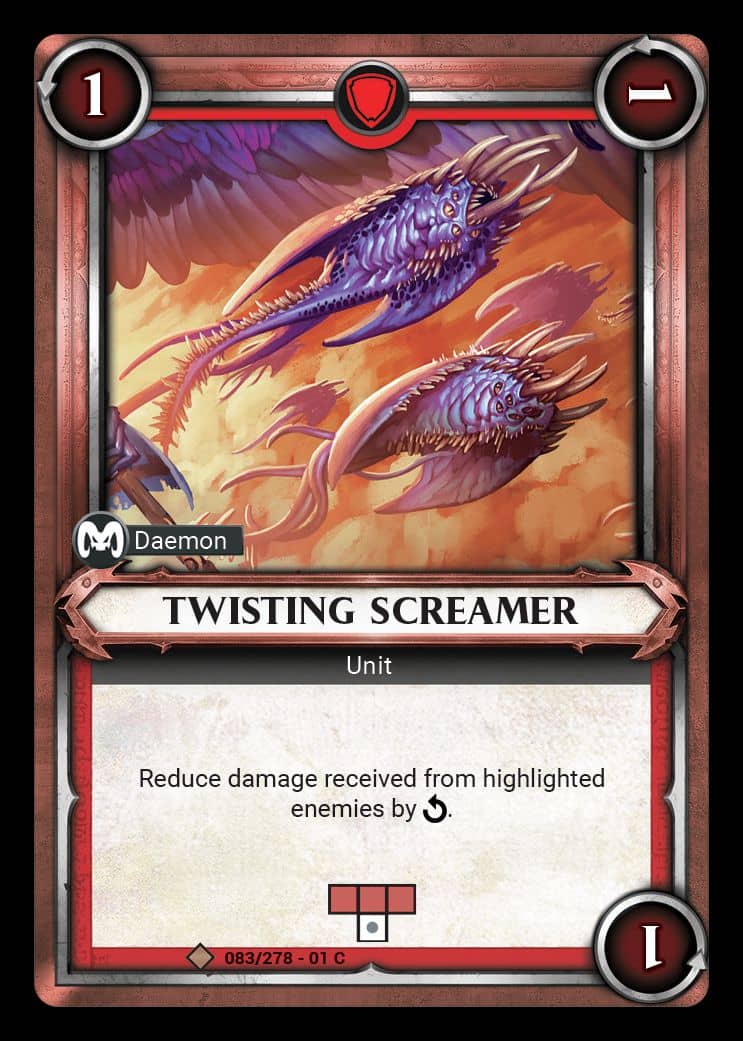 1
1
Daemon
TWISTING SCREAMER
Unit
Reduce damage received from highlighted
enemies by .
083/278 - 01 C
1